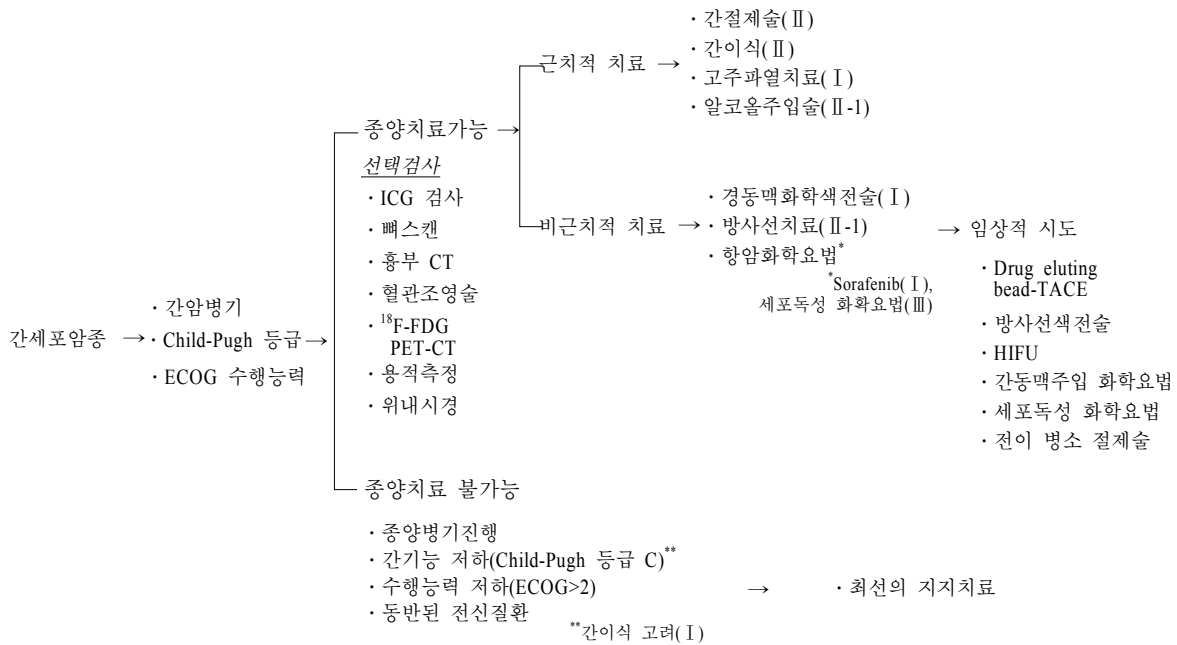 간세포암종 →
· 간암병기
· Child-Pugh 등급 →
· ECOG 수행능력
종양치료가능 →
선택검사
· ICG 검사
· 뼈스캔
· 흉부 CT
· 혈관조영술
· ¹⁸F-FDG
PET-CT
· 용적측정
· 위내시경
근치적 치료 →
· 간절제술(Ⅱ)
· 간이식(Ⅱ)
· 고주파열치료(Ⅰ)
· 알코올주입술(Ⅱ-1)
비근치적 치료 →
· 경동맥화학색전술(Ⅰ)
· 방사선치료(Ⅱ-1)
· 항암화학요법*
*Sorafenib(Ⅰ),
세포독성 화확요법(Ⅲ)
→ 임상적 시도
· Drug eluting
bead-TACE
· 방사선색전술
· HIFU
· 간동맥주입 화학요법
· 세포독성 화학요법
· 전이 병소 절제술
종양치료 불가능
· 종양병기진행
· 간기능 저하(Child-Pugh 등급 C)**
· 수행능력 저하(ECOG>2)
· 동반된 전신질환
**간이식 고려(Ⅰ)
→ · 최선의 지지치료